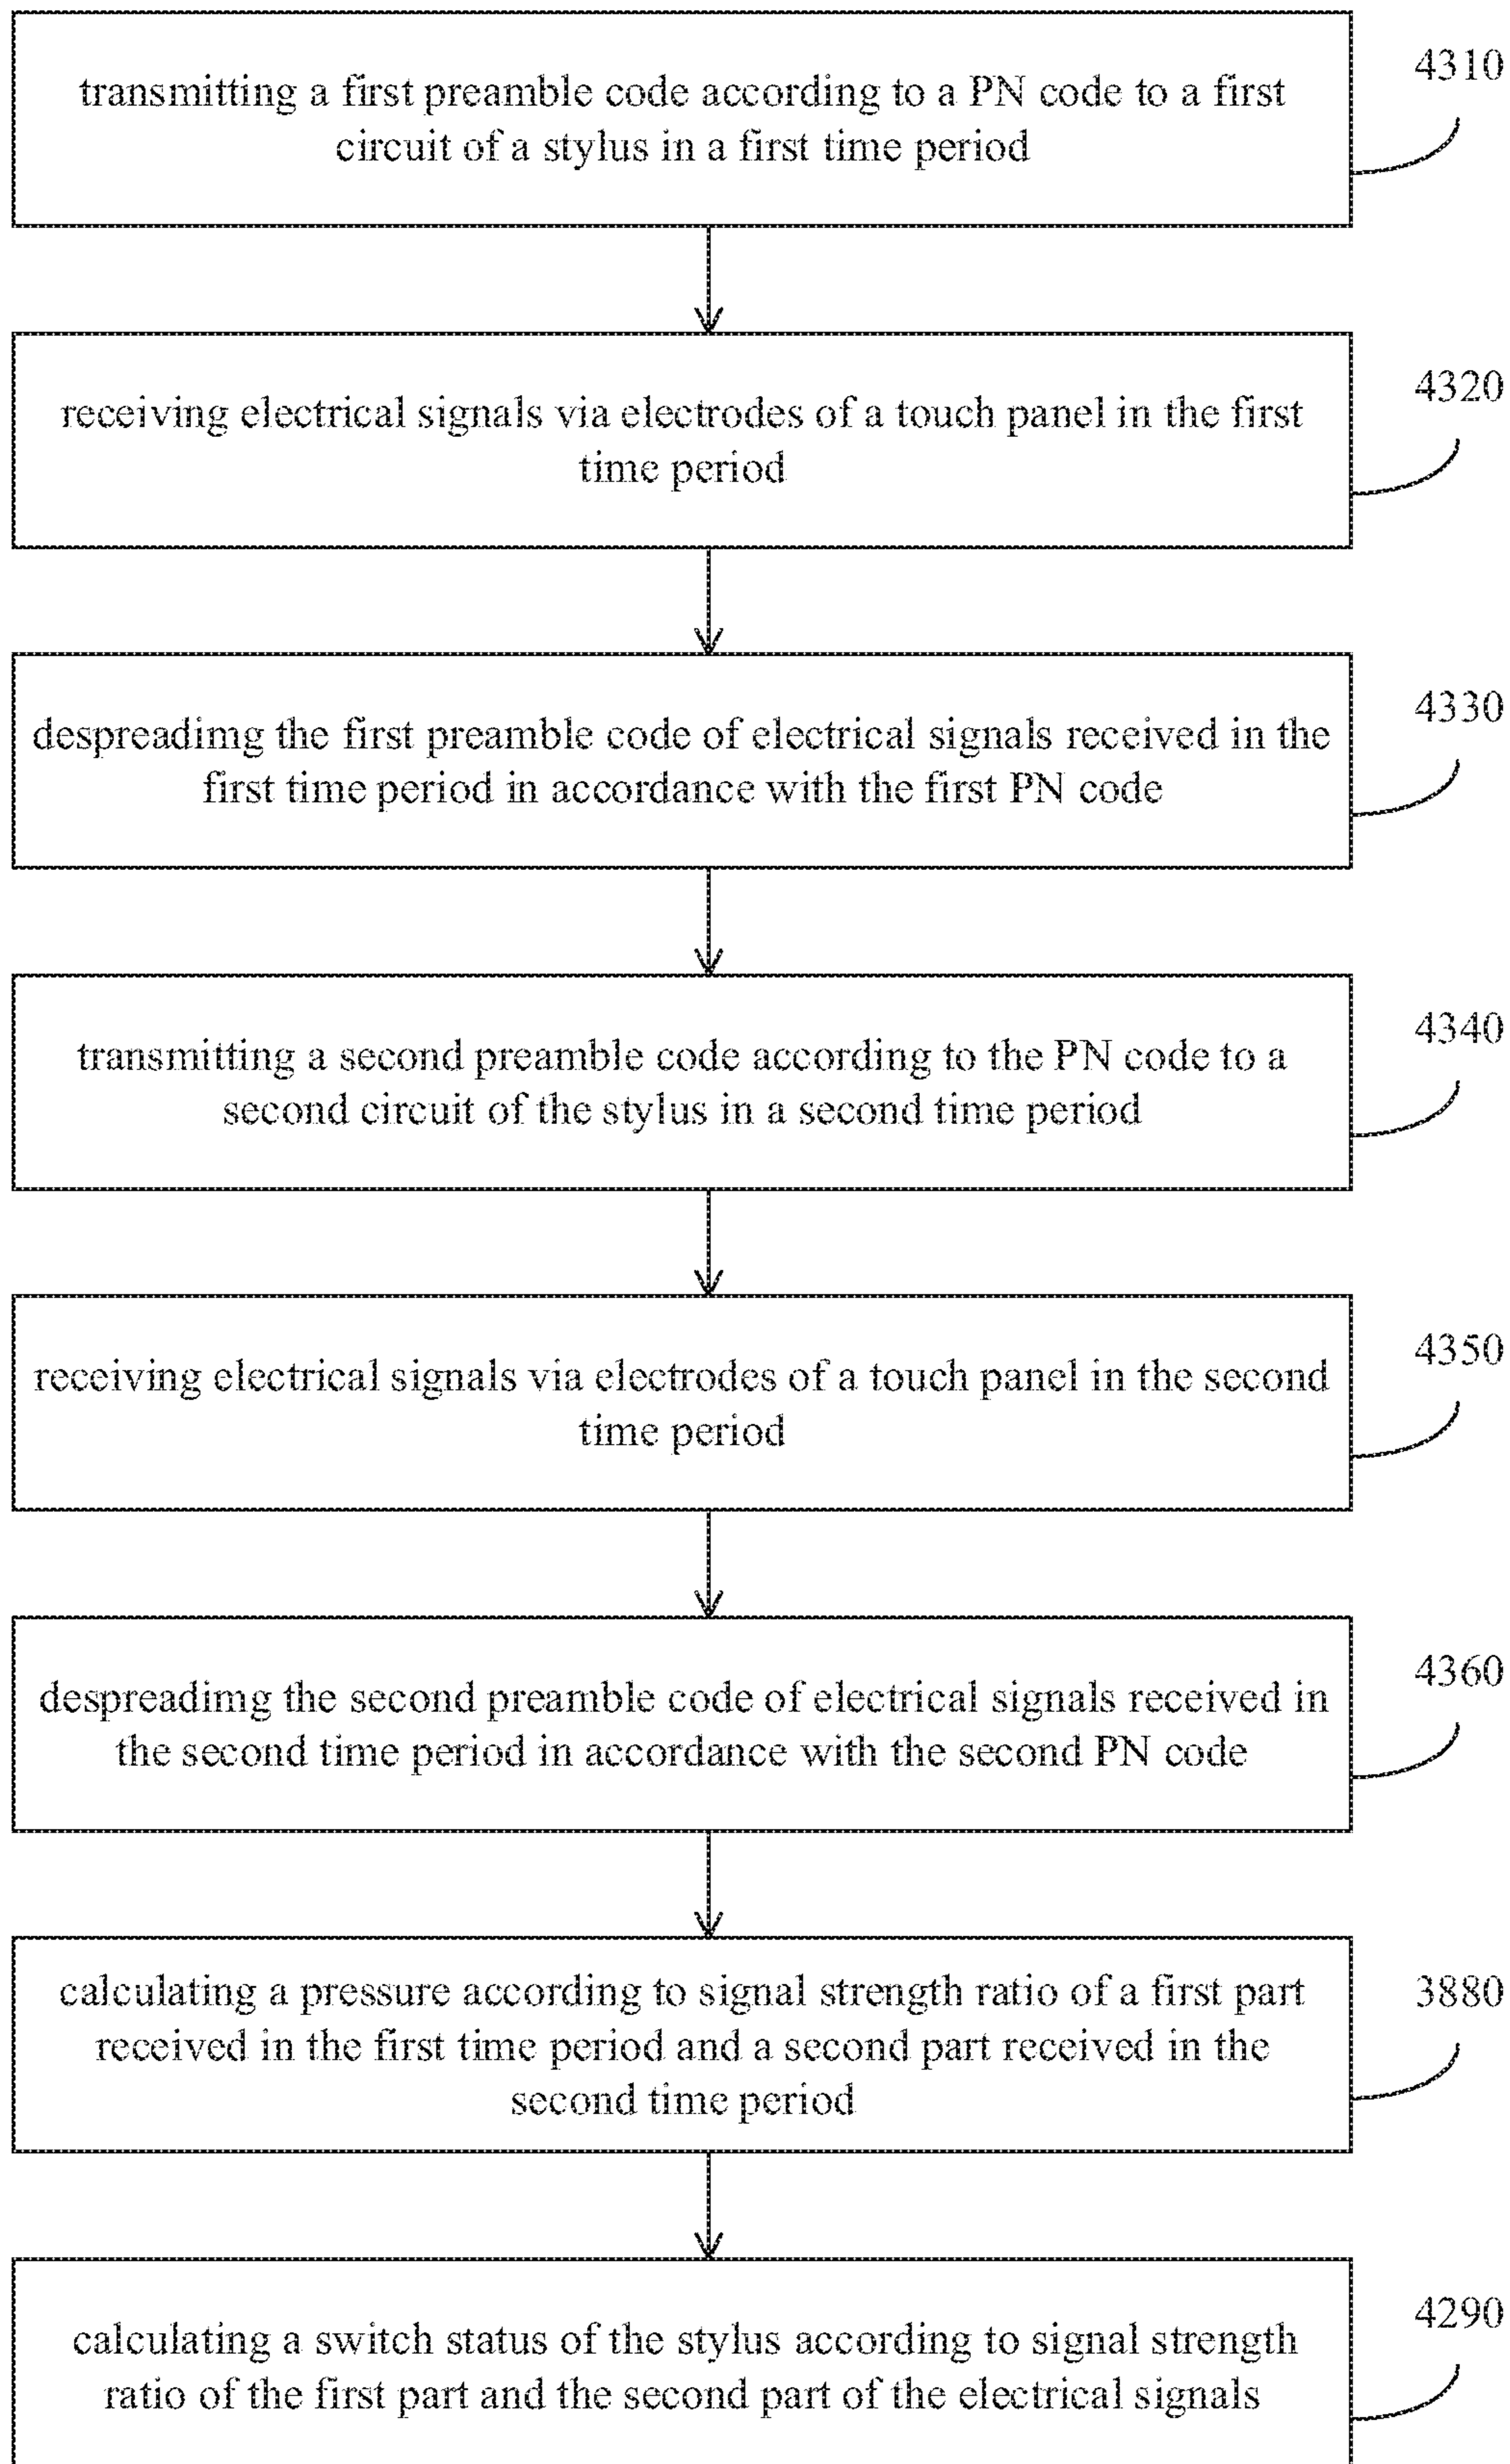 transmitting a first preamble code according to a PN code to a first
circuit of a stylus in a first time period
4310
receiving electrical signals via electrodes of a touch panel in the first
time period
4320
despreadimg the first preamble code of electrical signals received in the
first time period in accordance with the first PN code
4330
transmitting a second preamble code according to the PN code to a
second circuit of the stylus in a second time period
4340
receiving electrical signals via electrodes of a touch panel in the second
time period
4350
despreadimg the second preamble code of electrical signals received in
the second time period in accordance with the second PN code
4360
calculating a pressure according to signal strength ratio of a first part
received in the first time period and a second part received in the
second time period
3880
calculating a switch status of the stylus according to signal strength
ratio of the first part and the second part of the electrical signals
4290